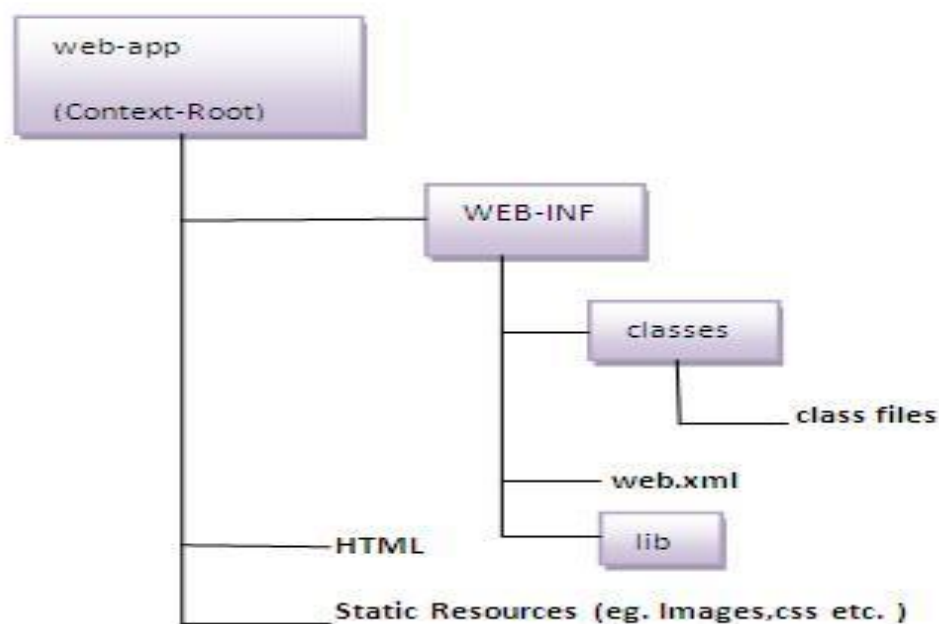 web-app
(Context-Root)
WEB-INF
classes
class files
web.xml
lib
HTML
Static Resources (eg. Images,css etc. )